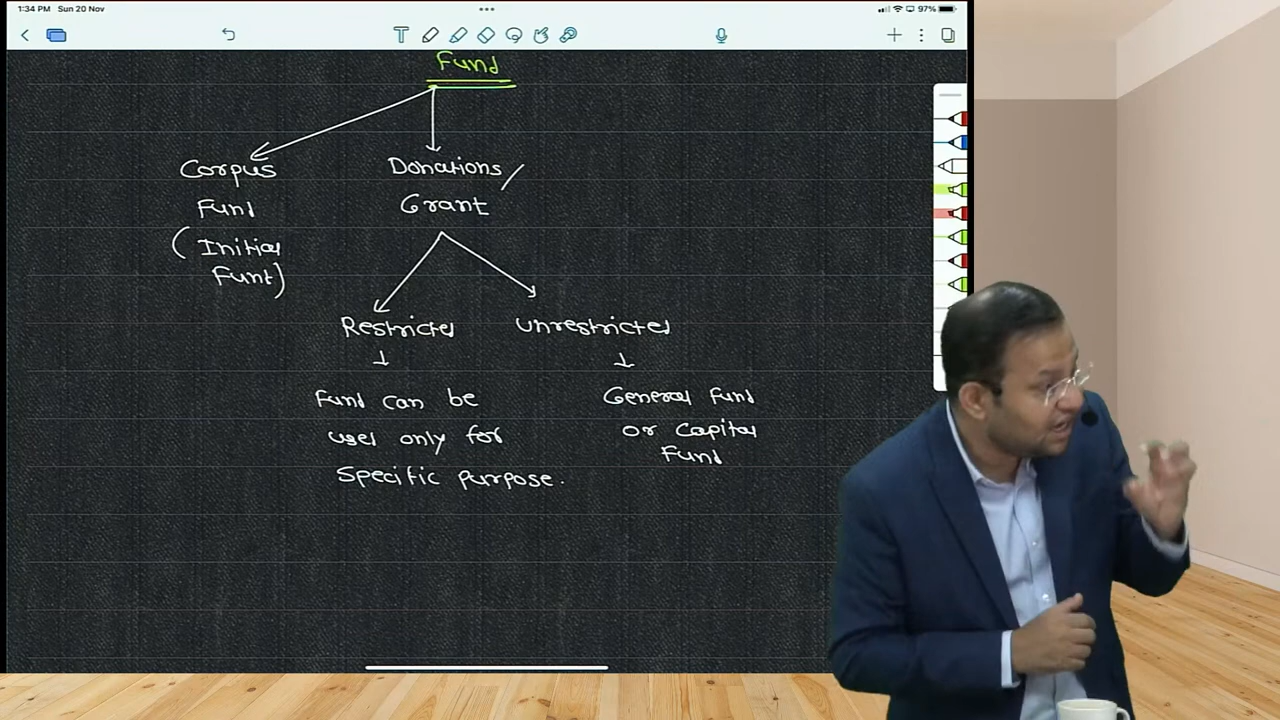 1:34 PM Sun 20 Nov
97%
Fund
Corpus
Fund
(Initial
Funt)
Donations/
Grant
Restricted
Unrestricted
Fund can be
used only for
Specific purpose.
General Fund
or Capital
Fund